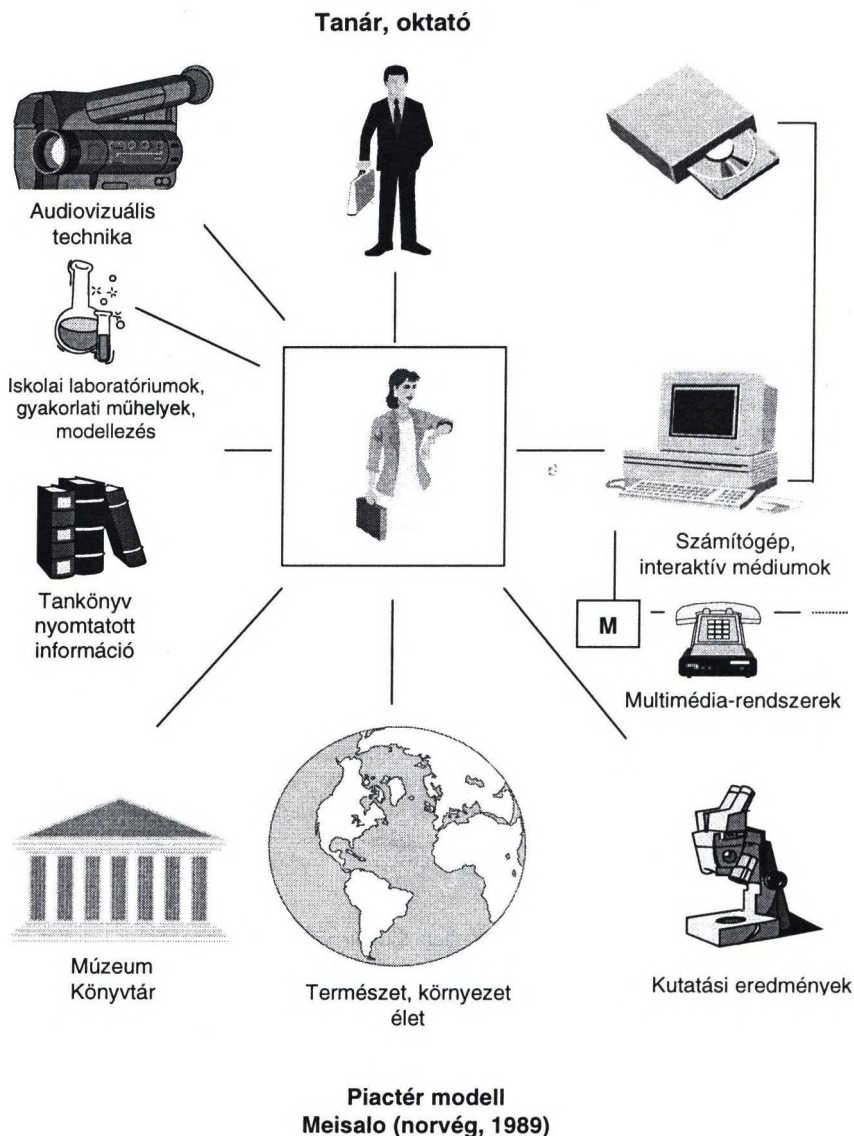 Tanár, oktató
Audiovizuális
technika
Iskolai laboratóriumok,
gyakorlati műhelyek,
modellezés
Számítógép,
interaktív médiumok
Tankönyv
nyomtatott
információ
M
Multimédia-rendszerek
Múzeum
Könyvtár
Természet, környezet
élet
Kutatási eredmények
Piactér modell
Meisalo (norvég, 1989)